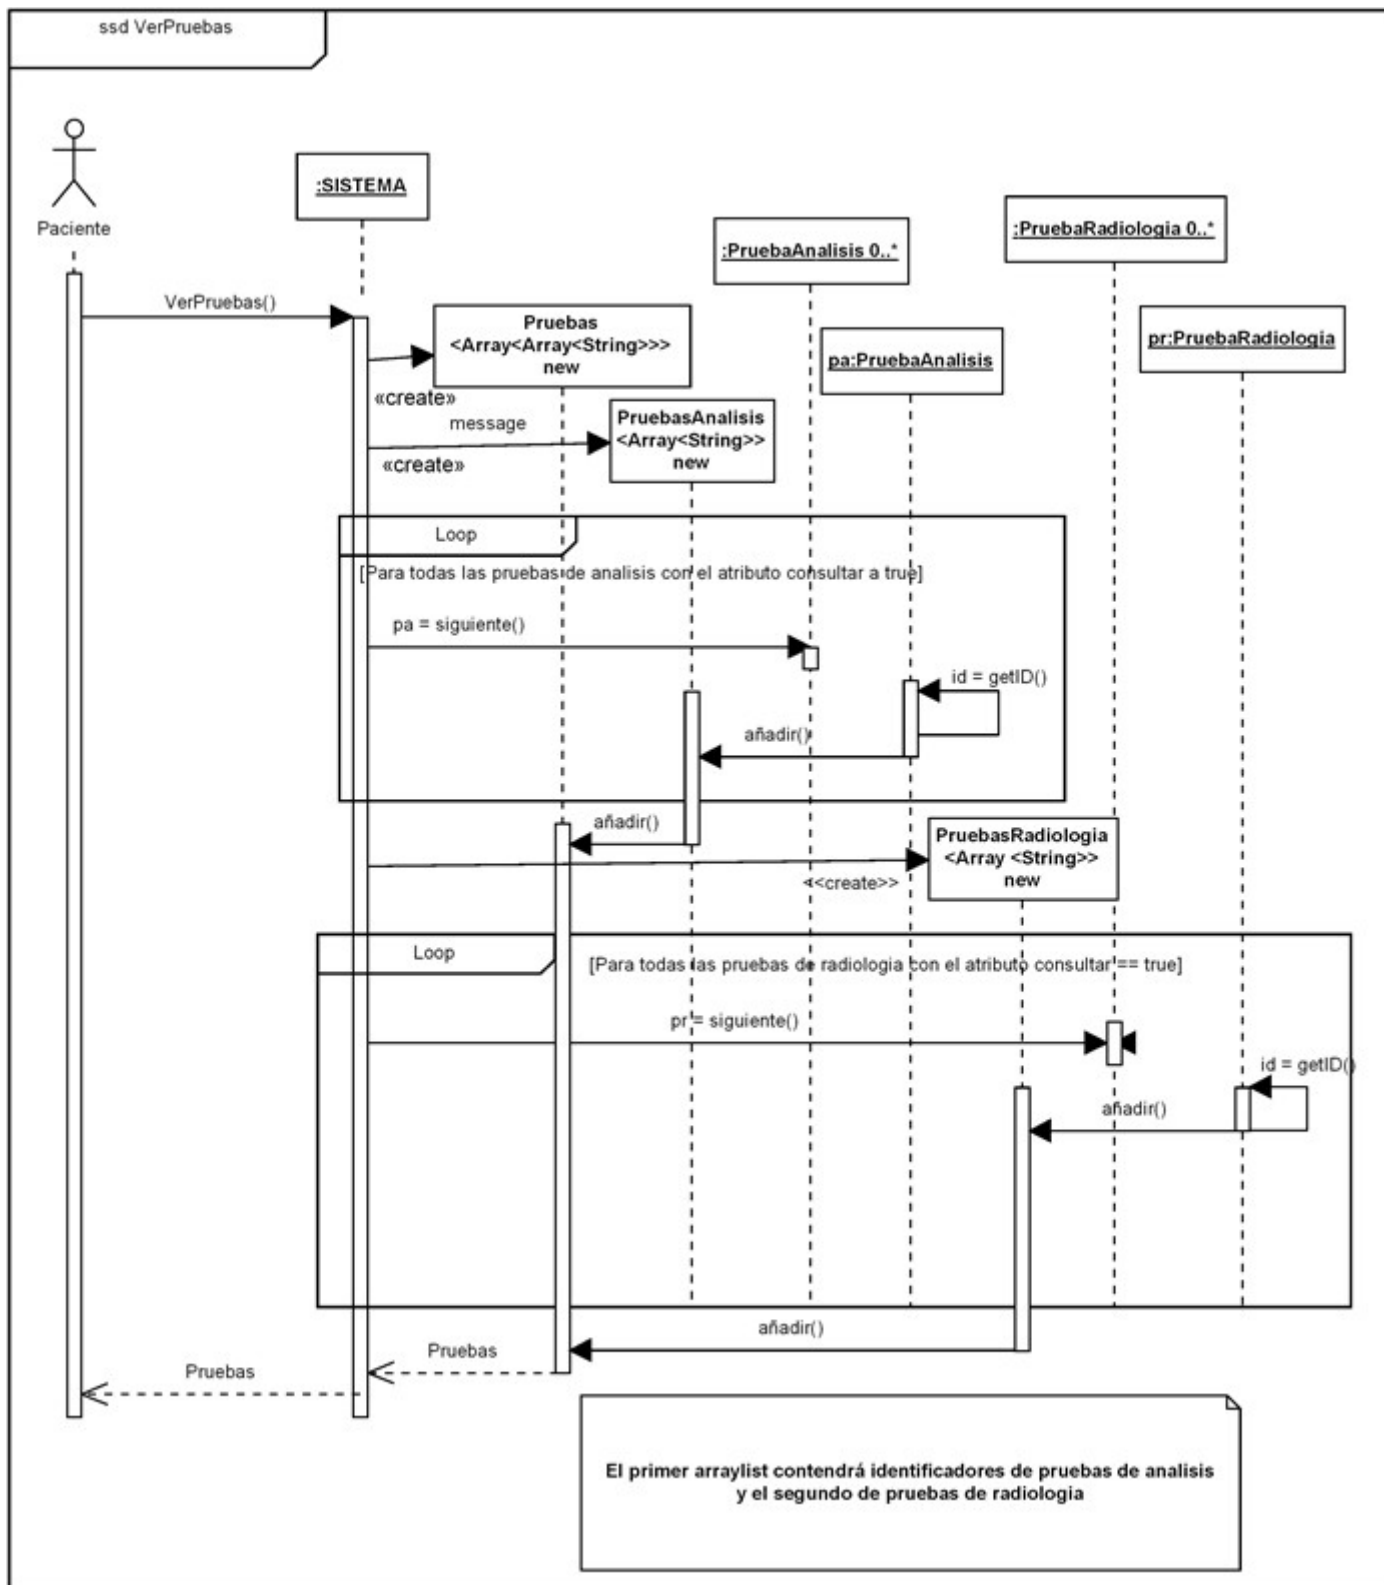 ssd VerPruebas
Paciente
:SISTEMA
:PruebaAnalisis 0..*
:PruebaRadiologia 0..*
VerPruebas()
Pruebas
<Array<Array<String>>>
new
pa:PruebaAnalisis
pr:PruebaRadiologia
«create»
message
PruebasAnalisis
<Array<String>>
new
«create»
Loop
[Para todas las pruebas de analisis con el atributo consultar a true]
pa = siguiente()
id = getID()
añadir()
añadir()
PruebasRadiologia
<Array <String>>
new
<<create>>
Loop
[Para todas las pruebas de radiologia con el atributo consultar == true]
pr = siguiente()
id = getID()
añadir()
añadir()
Pruebas
Pruebas
El primer arraylist contendrá identificadores de pruebas de analisis
y el segundo de pruebas de radiologia